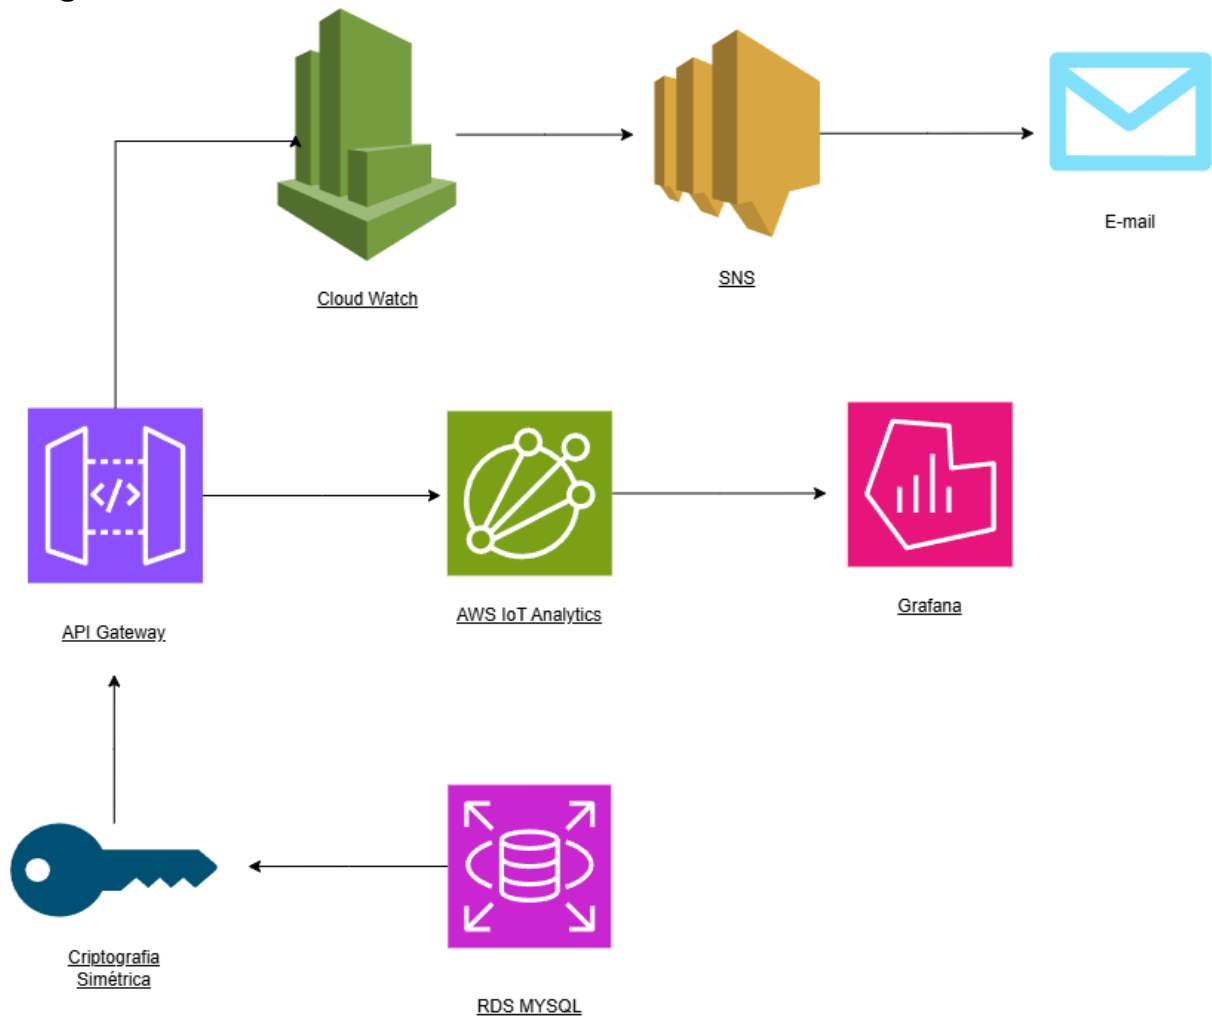 Cloud Watch
SNS
E-mail
</>
API Gateway
AWS IoT Analytics
Grafana
Criptografia
Simétrica
RDS MYSQL